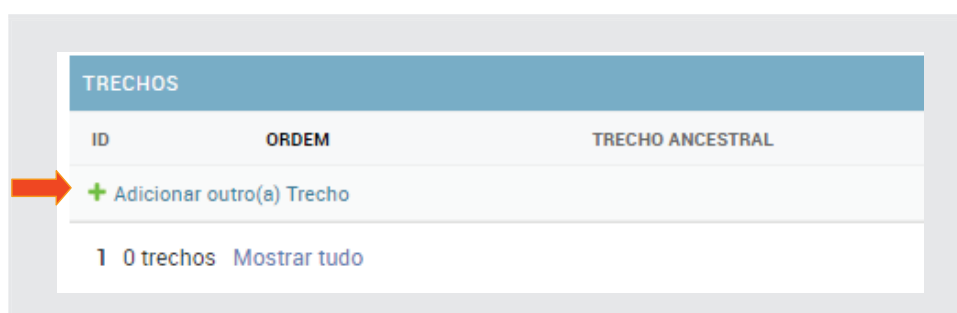 TRECHOS
ID ORDEM TRECHO ANCESTRAL
+ Adicionar outro(a) Trecho
1 0 trechos Mostrar tudo